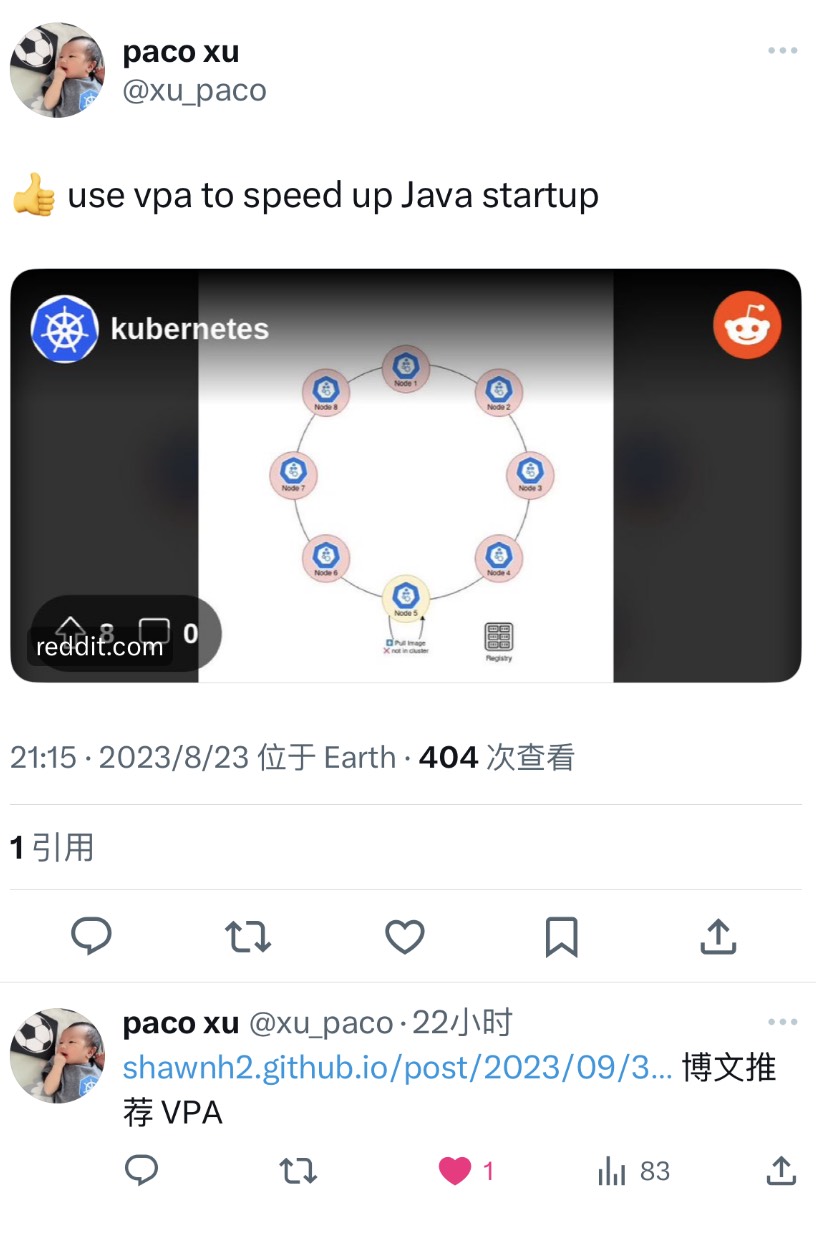 paco xu
@xu_paco
👍 use vpa to speed up Java startup
kubernetes
Node 1
Node 8
Node 2
Node 7
Node 3
Node 6
Node 4
Node 5
Pull Image
not in cluster
Registry
8 0
reddit.com
21:15 · 2023/8/23 位于 Earth · 404 次查看
1 引用
paco xu @xu_paco · 22小时
shawnh2.github.io/post/2023/09/3... 博文推
荐 VPA
1 83